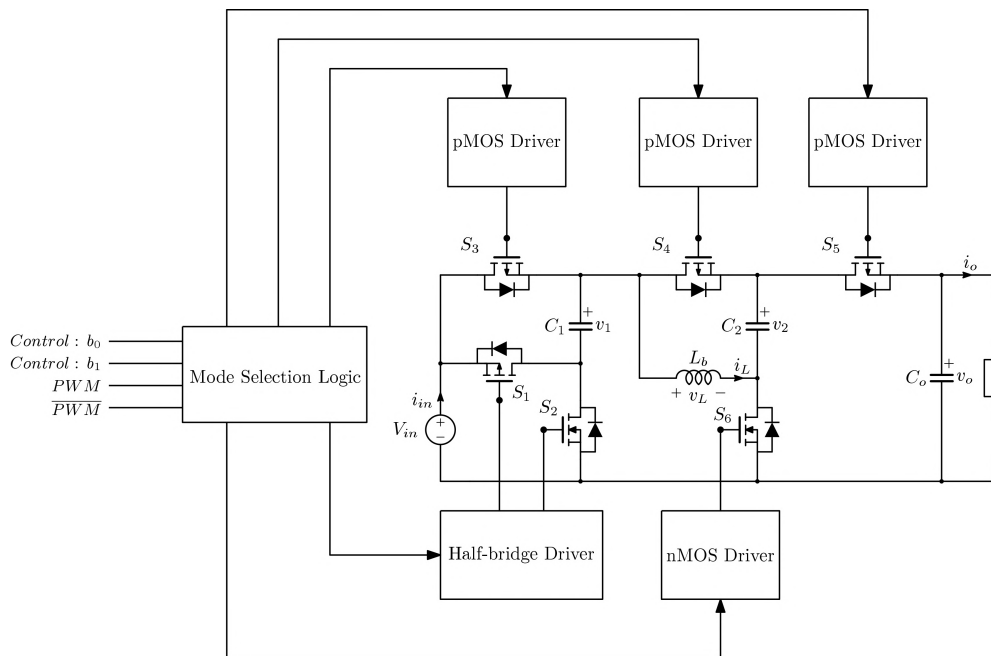 pMOS Driver
pMOS Driver
pMOS Driver
S3
S4
S5
io
C1
+
v1
C2
+
v2
Control : b0
Control : b1
PWM
PWM
Mode Selection Logic
Lb
iL
+ vL −
Co
+
vo
S1
S2
S6
iin
Vin
+
−
Half-bridge Driver
nMOS Driver